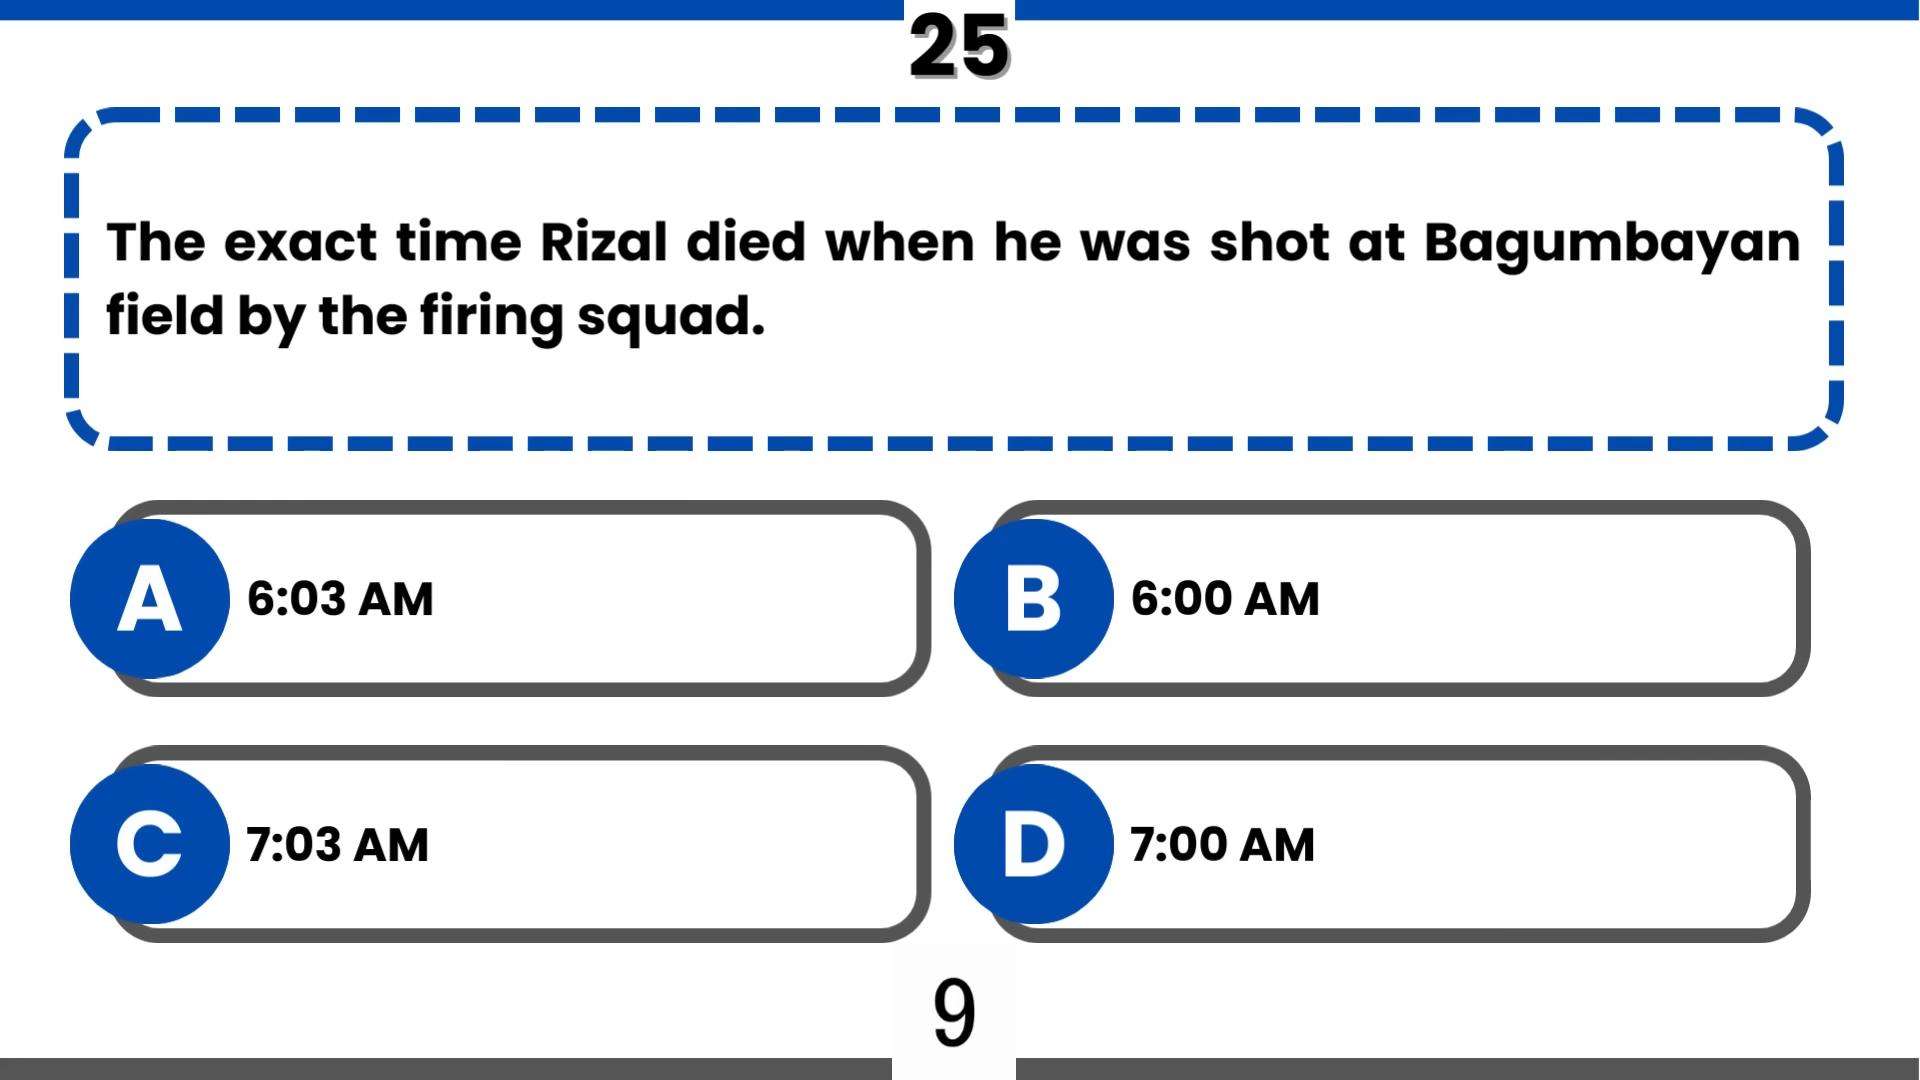 25
The exact time Rizal died when he was shot at Bagumbayan
field by the firing squad.
A 6:03 AM
B 6:00 AM
C 7:03 AM
D 7:00 AM
9